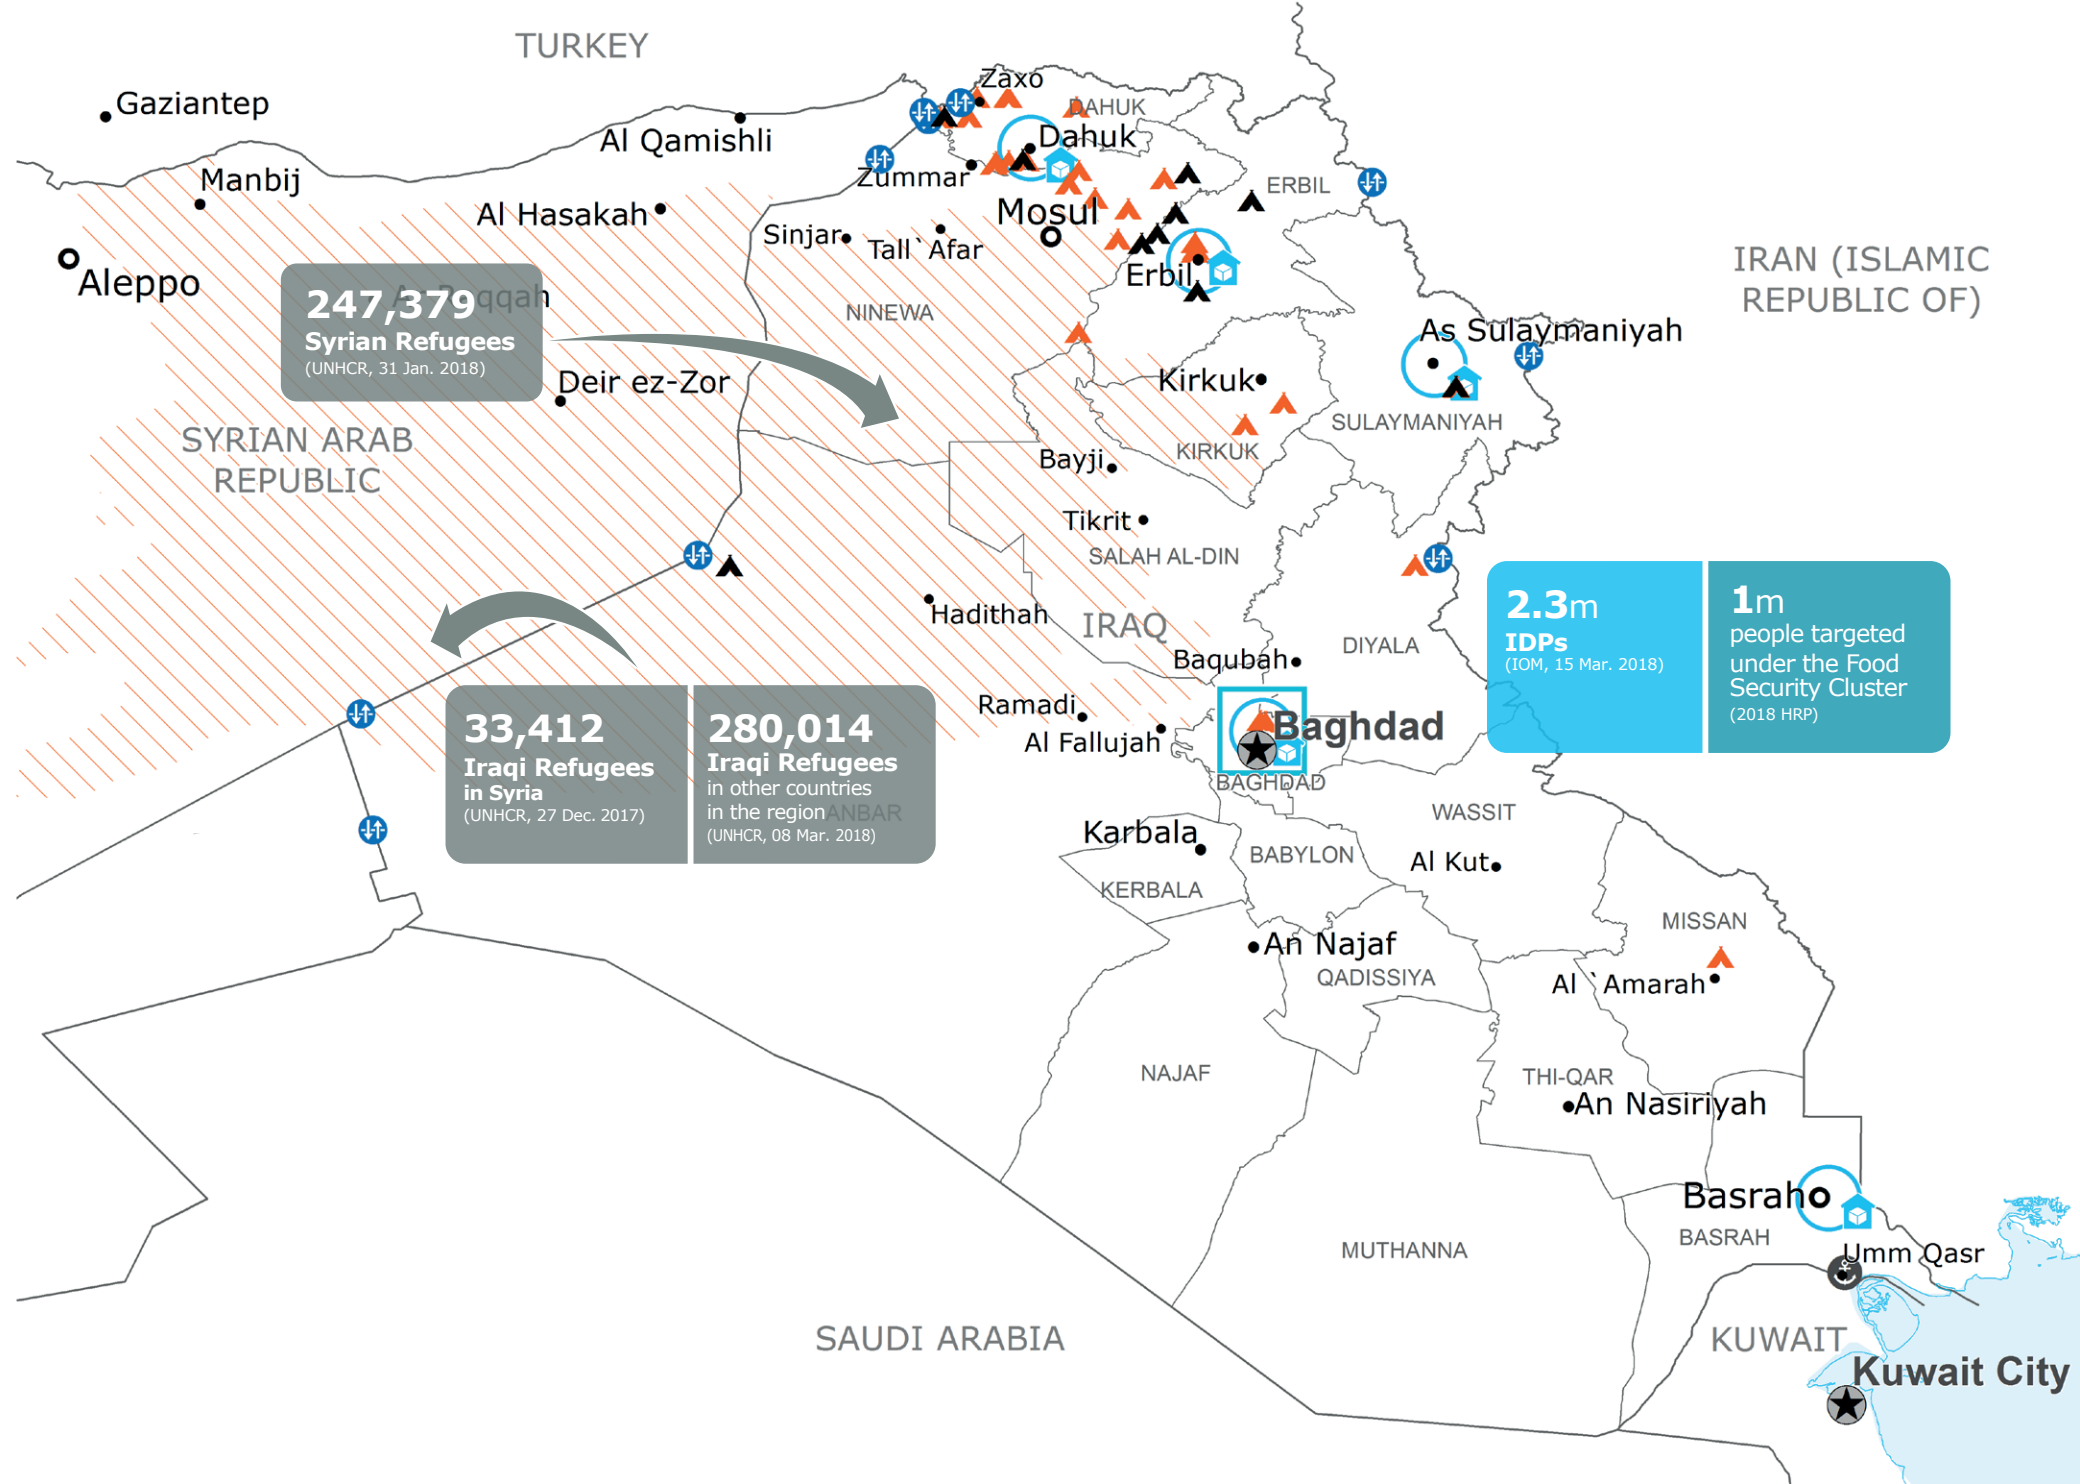 TURKEY
Zaxo
Gaziantep
DAHUK
Al Qamishli
Dahuk
Manbij
Zummar
ERBIL
Al Hasakah
Mosul
Sinjar
Tall`Afar
IRAN (ISLAMIC
REPUBLIC OF)
Aleppo
Erbil
Ar Raqqah
247,379
Syrian Refugees
(UNHCR, 31 Jan. 2018)
NINEWA
As Sulaymaniyah
Deir ez-Zor
Kirkuk
SULAYMANIYAH
SYRIAN ARAB
REPUBLIC
KIRKUK
Bayji
Tikrit
SALAH AL-DIN
Hadithah
IRAQ
2.3m
IDPs
(IOM, 15 Mar. 2018)
1m
people targeted
under the Food
Security Cluster
(2018 HRP)
DIYALA
Baqubah
Ramadi
Al Fallujah
Baghdad
BAGHDAD
33,412
Iraqi Refugees
in Syria
(UNHCR, 27 Dec. 2017)
280,014
Iraqi Refugees
in other countries
in the region
(UNHCR, 08 Mar. 2018)
ANBAR
WASSIT
Karbala
BABYLON
Al Kut
KERBALA
MISSAN
An Najaf
QADISSIYA
Al `Amarah
NAJAF
THI-QAR
An Nasiriyah
Basrah
BASRAH
MUTHANNA
Umm Qasr
SAUDI ARABIA
KUWAIT
Kuwait City